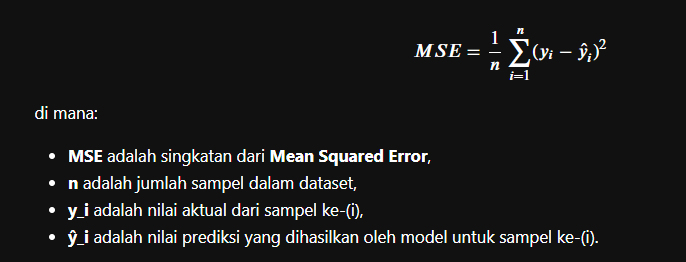 MSE = \frac{1}{n} \sum_{i=1}^{n} (y_i - ŷ_i)^2
di mana:
• MSE adalah singkatan dari Mean Squared Error,
• n adalah jumlah sampel dalam dataset,
• y_i adalah nilai aktual dari sampel ke-(i),
• ŷ_i adalah nilai prediksi yang dihasilkan oleh model untuk sampel ke-(i).